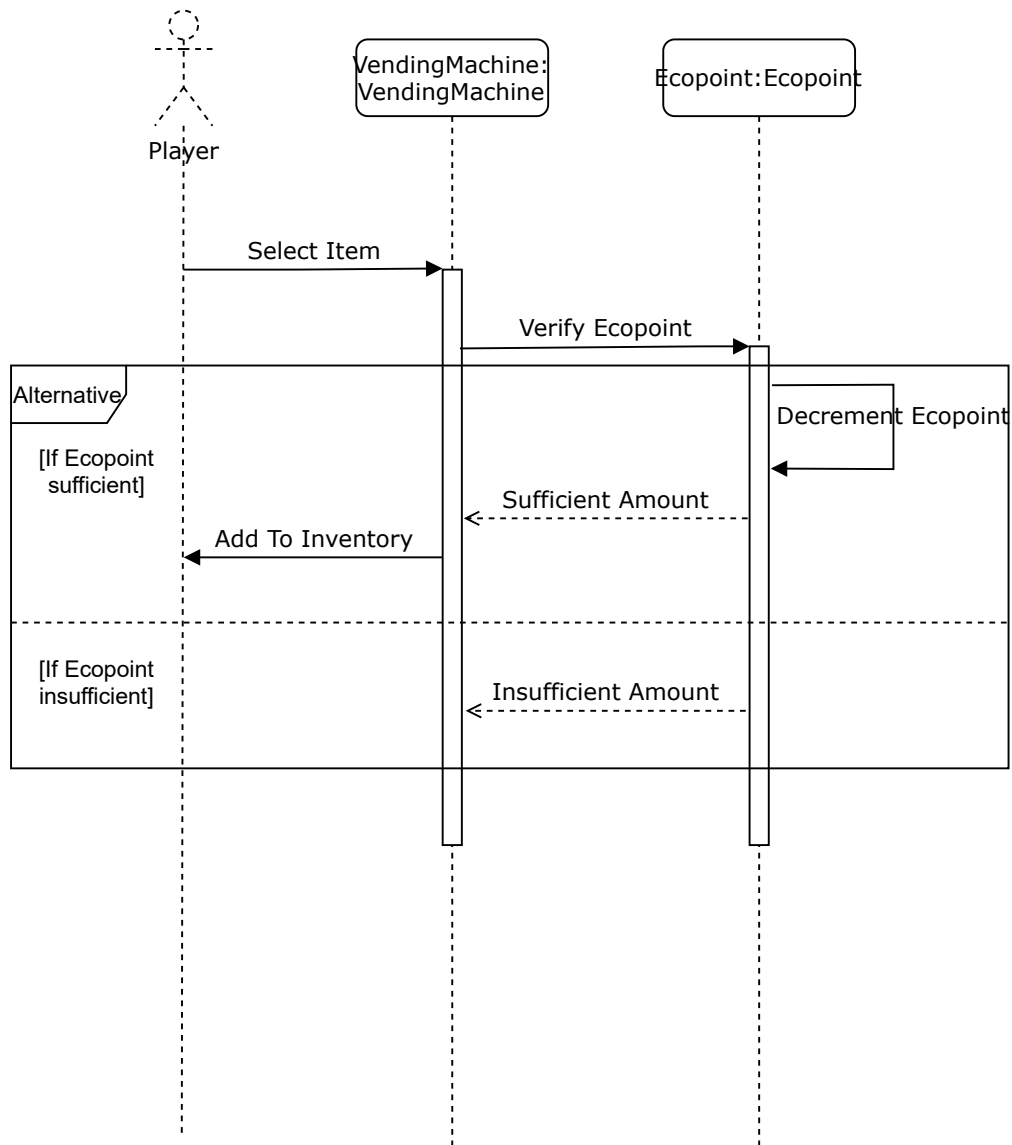 VendingMachine:
VendingMachine
Ecopoint:Ecopoint
Player
Select Item
Verify Ecopoint
Alternative
Decrement Ecopoint
[If Ecopoint
sufficient]
Sufficient Amount
Add To Inventory
[If Ecopoint
insufficient]
Insufficient Amount